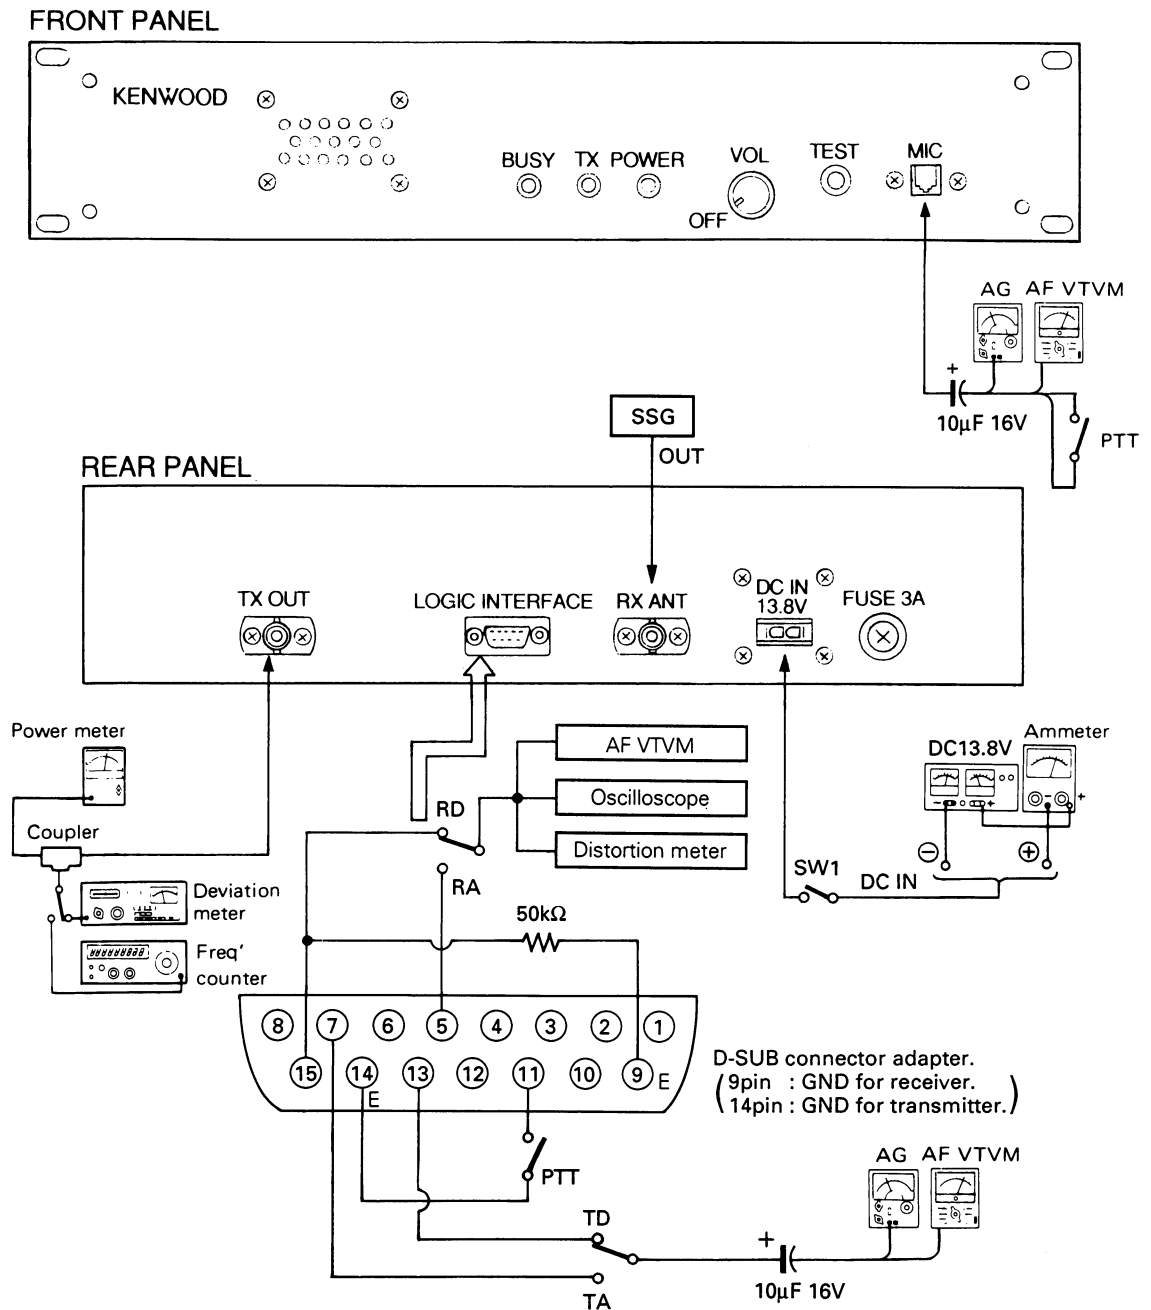 FRONT PANEL
KENWOOD
BUSY TX POWER
VOL
OFF
TEST
MIC
AG AF VTVM
+
10μF 16V
PTT
SSG
OUT
REAR PANEL
TX OUT
LOGIC INTERFACE
RX ANT
DC IN
13.8V
FUSE 3A
Power meter
Coupler
Deviation
meter
Freq'
counter
RD
RA
AF VTVM
Oscilloscope
Distortion meter
DC13.8V
Ammeter
− +
+
− +
SW1
DC IN
50kΩ
8 7 6 5 4 3 2 1
15 14 13 12 11 10 9 E
E
D-SUB connector adapter.
(9pin : GND for receiver.
14pin : GND for transmitter.)
PTT
TD
TA
AG AF VTVM
+
10μF 16V